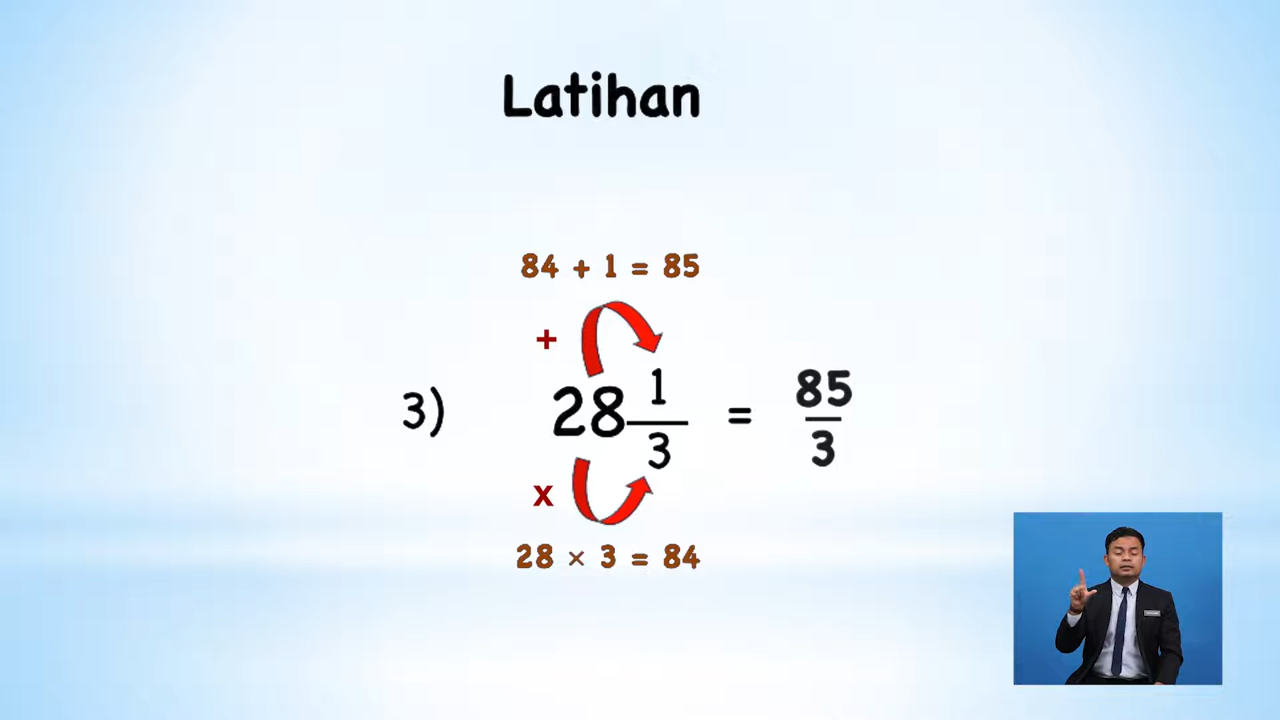 Latihan
84 + 1 = 85
+
3) 28 1/3 = 85/3
x
28 × 3 = 84